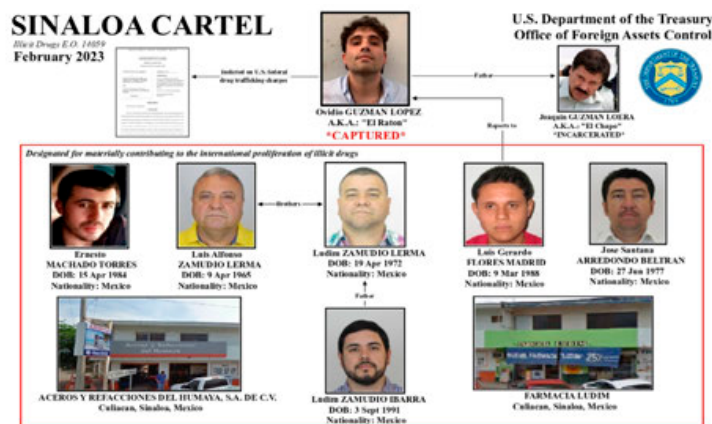 SINALOA CARTEL
Illicit Drugs E.O. 14059
February 2023
U.S. Department of the Treasury
Office of Foreign Assets Control
Indicted on U.S. federal
drug trafficking charges
Father
Ovidio GUZMAN LOPEZ
A.K.A.: "El Raton"
*CAPTURED*
Joaquin GUZMAN LOERA
A.K.A.: "El Chapo"
*INCARCERATED*
Reports to
Designated for materially contributing to the international proliferation of illicit drugs
Brothers
Ernesto
MACHADO TORRES
DOB: 15 Apr 1984
Nationality: Mexico
Luis Alfonso
ZAMUDIO LERMA
DOB: 9 Apr 1965
Nationality: Mexico
Ludim ZAMUDIO LERMA
DOB: 19 Apr 1972
Nationality: Mexico
Luis Gerardo
FLORES MADRID
DOB: 9 Mar 1988
Nationality: Mexico
Jose Santana
ARREDONDO BELTRAN
DOB: 27 Jun 1977
Nationality: Mexico
Father
ACEROS Y REFACCIONES DEL HUMAYA, S.A. DE C.V.
Culiacan, Sinaloa, Mexico
Ludim ZAMUDIO IBARRA
DOB: 3 Sept 1991
Nationality: Mexico
FARMACIA LUDIM
Culiacan, Sinaloa, Mexico